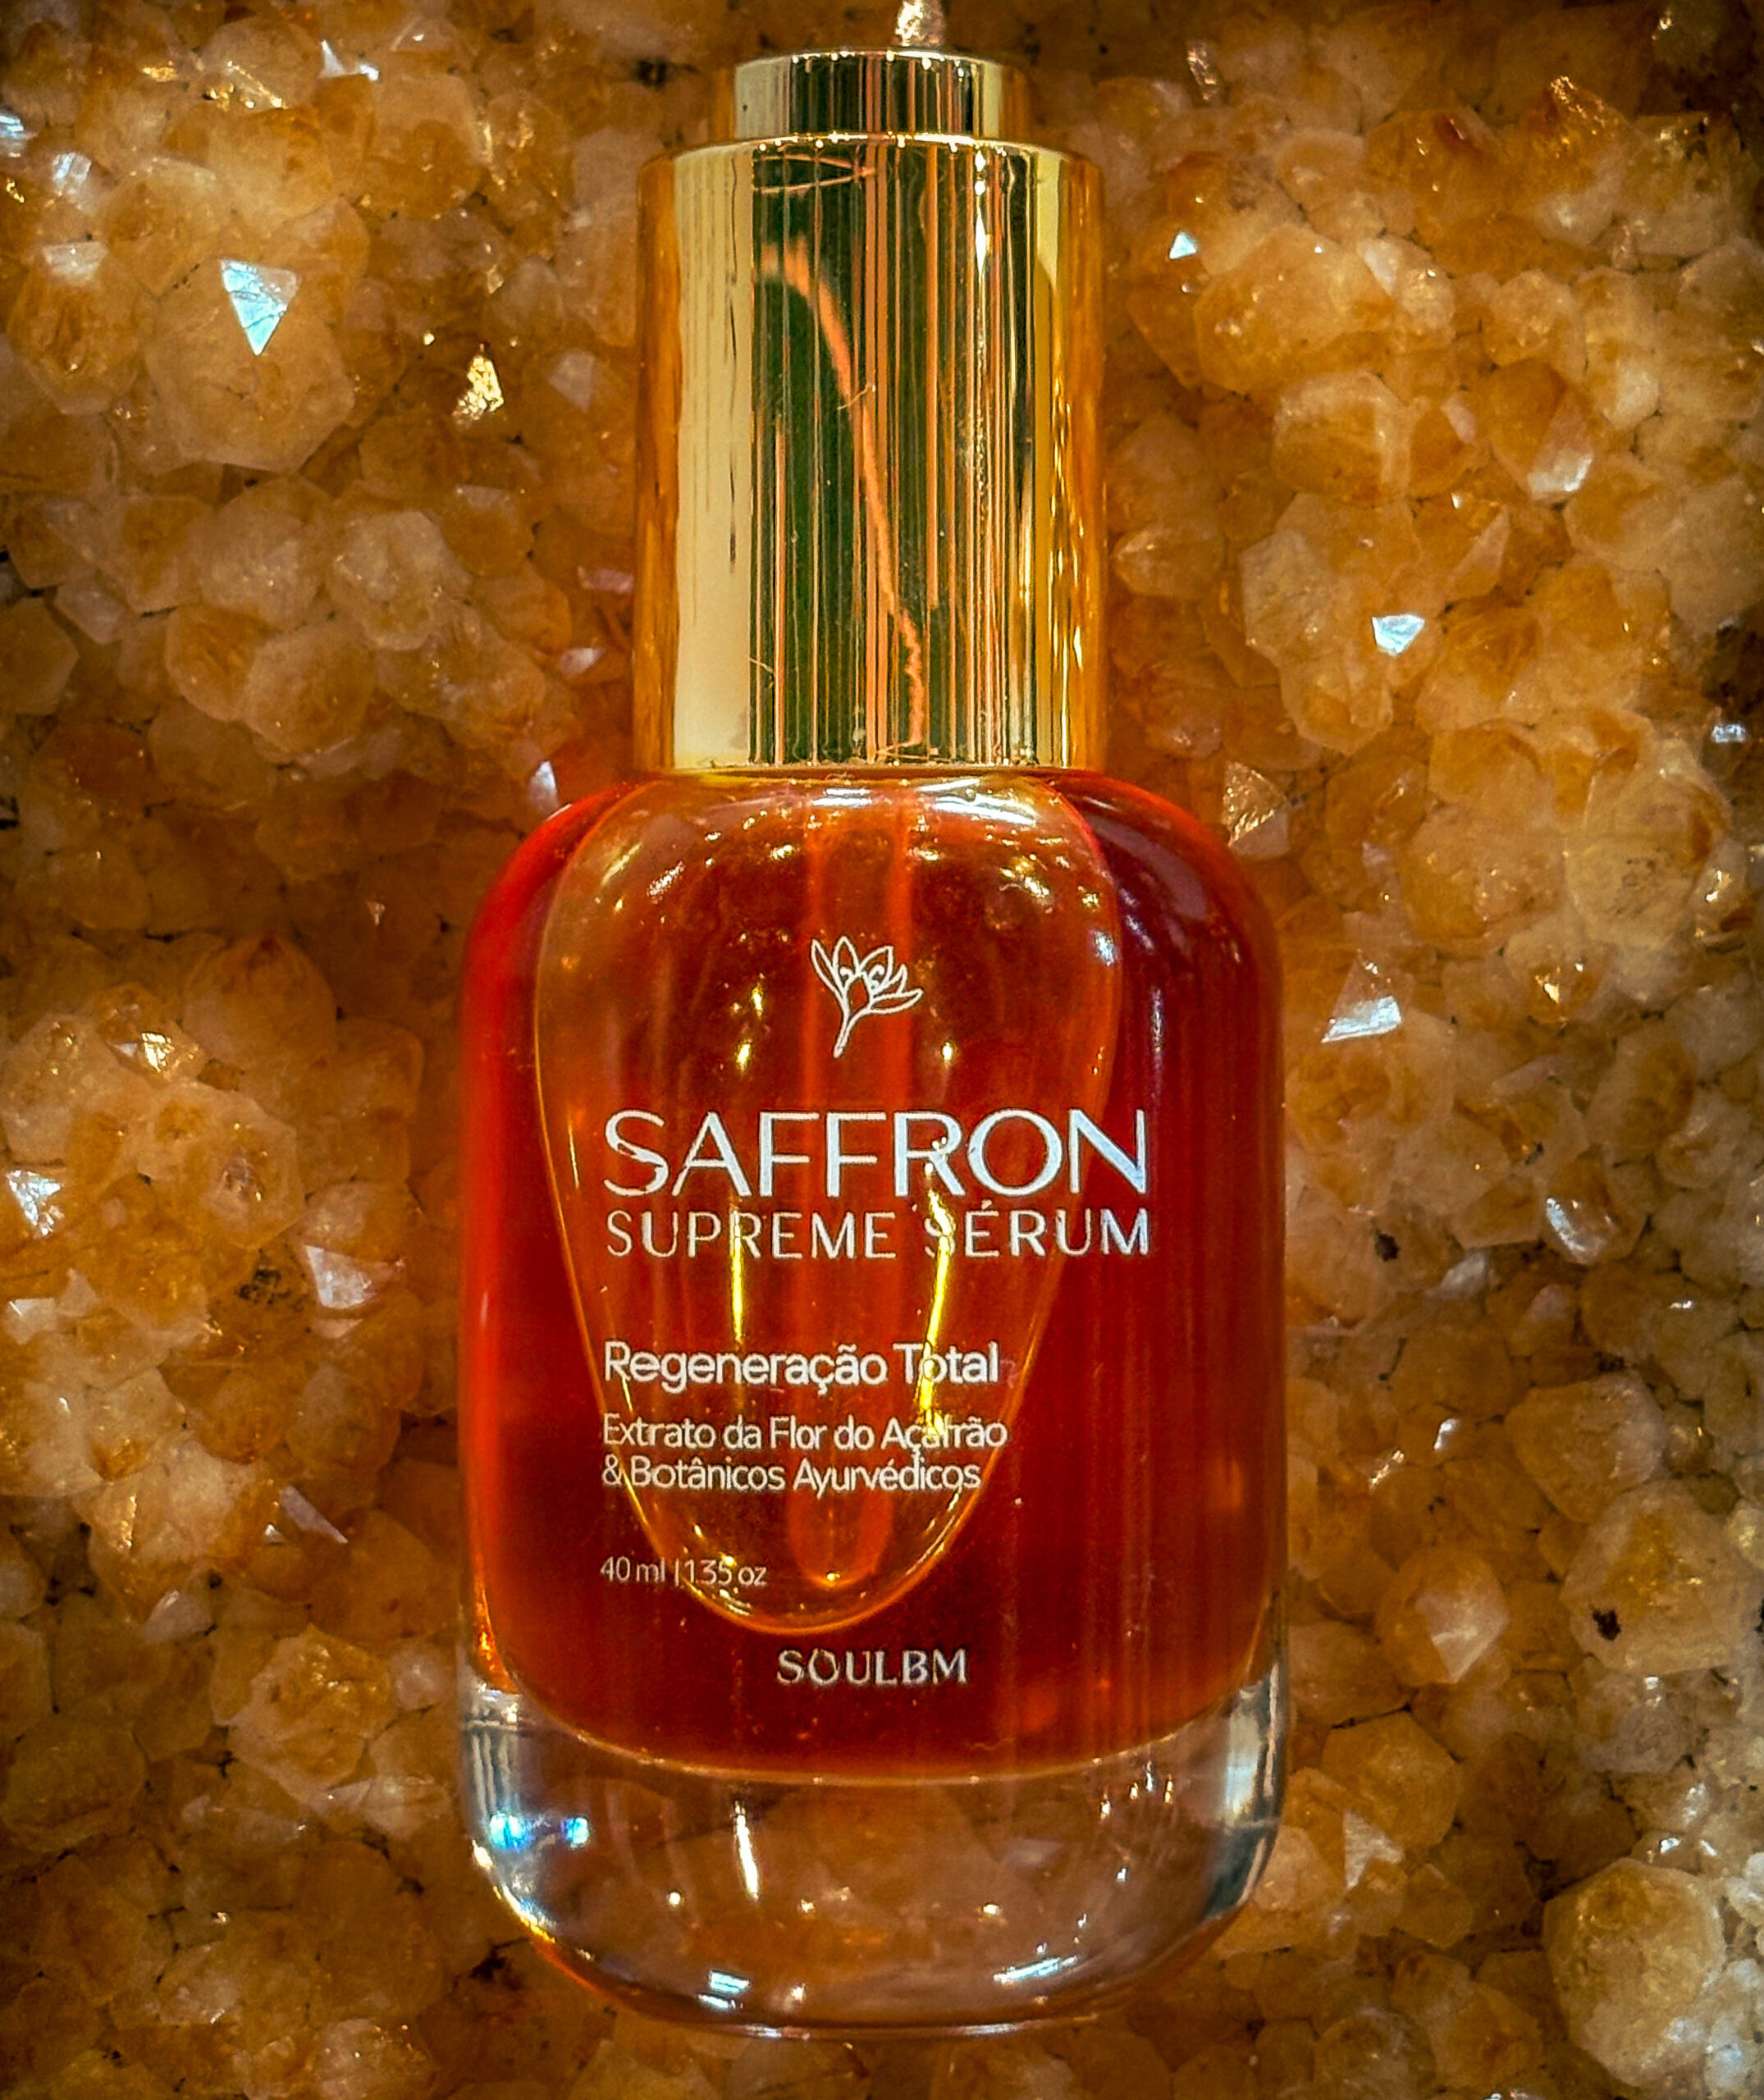 SAFFRON
SUPREME SÉRUM
Regeneração Total
Extrato da Flor do Açafrão
& Botânicos Ayurvédicos
40 ml | 1.35 oz
SOULBM